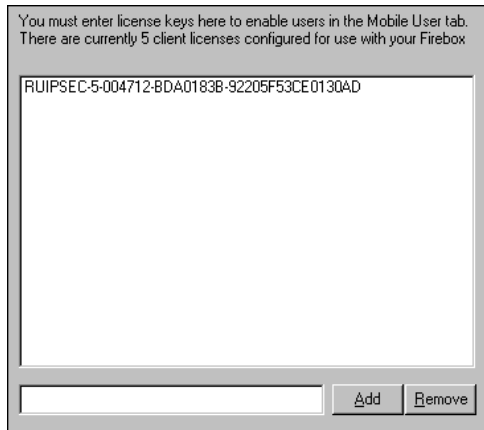 You must enter license keys here to enable users in the Mobile User tab.
There are currently 5 client licenses configured for use with your Firebox
RUIPSEC-5-004712-BDA0183B-92205F53CE0130AD
Add Remove